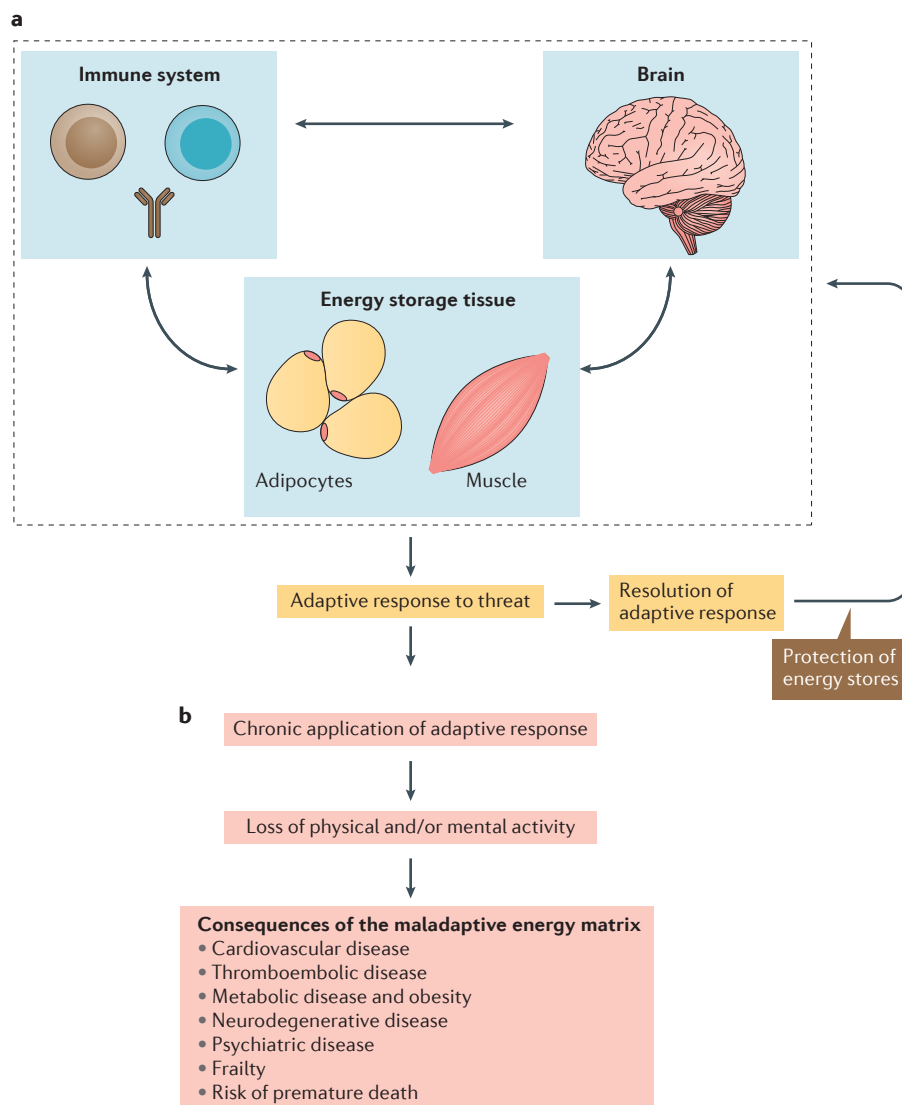 a
Immune system
Brain
Energy storage tissue
Adipocytes
Muscle
Adaptive response to threat
Resolution of
adaptive response
Protection of
energy stores
b
Chronic application of adaptive response
Loss of physical and/or mental activity
Consequences of the maladaptive energy matrix
• Cardiovascular disease
• Thromboembolic disease
• Metabolic disease and obesity
• Neurodegenerative disease
• Psychiatric disease
• Frailty
• Risk of premature death